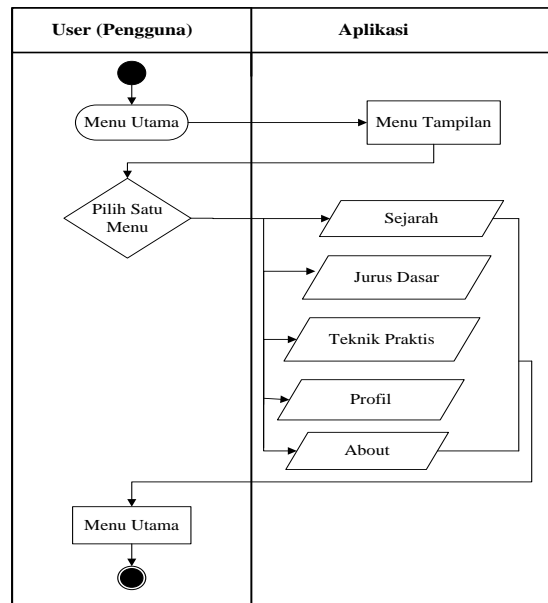 User (Pengguna)
Aplikasi
Menu Utama
Menu Tampilan
Pilih Satu
Menu
Sejarah
Jurus Dasar
Teknik Praktis
Profil
About
Menu Utama